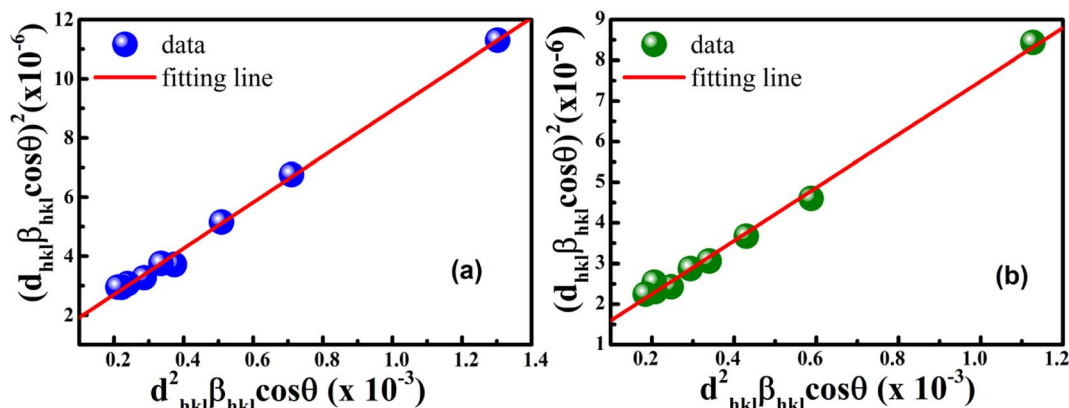 12
10
8
6
4
2
(d_hkl β_hkl cosθ)²(x10⁻⁶)
data
fitting line
(a)
0.2 0.4 0.6 0.8 1.0 1.2 1.4
d²_hkl β_hkl cosθ (x 10⁻³)
9
8
7
6
5
4
3
2
1
(d_hkl β_hkl cosθ)²(x10⁻⁶)
data
fitting line
(b)
0.2 0.4 0.6 0.8 1.0 1.2
d²_hkl β_hkl cosθ (x 10⁻³)